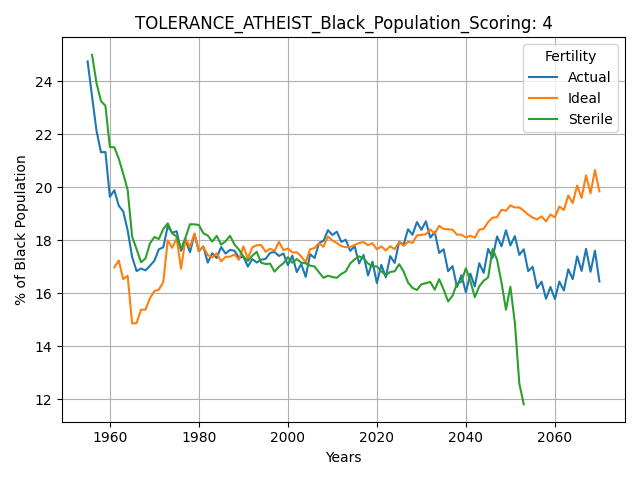 TOLERANCE_ATHEIST_Black_Population_Scoring: 4
Fertility
Actual
Ideal
Sterile
% of Black Population
24
22
20
18
16
14
12
1960 1980 2000 2020 2040 2060
Years